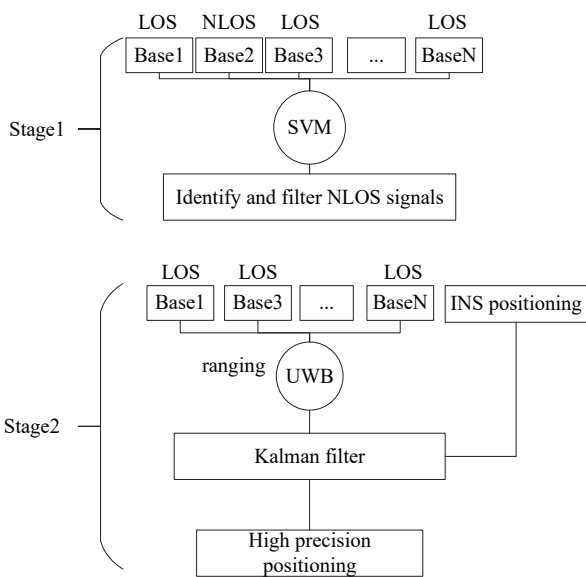 LOS NLOS LOS LOS
Base1 Base2 Base3 ... BaseN
Stage1
SVM
Identify and filter NLOS signals
LOS LOS LOS
Base1 Base3 ... BaseN INS positioning
ranging
UWB
Stage2
Kalman filter
High precision
positioning